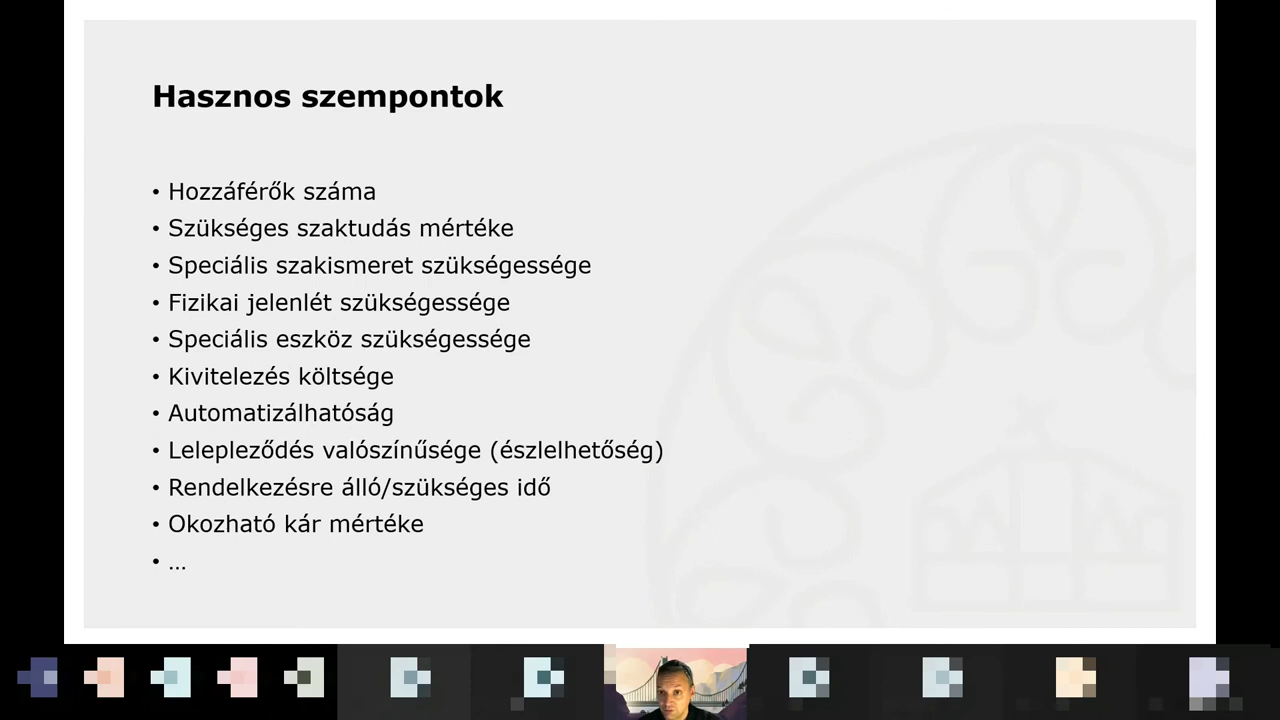 Hasznos szempontok
• Hozzáférők száma
• Szükséges szaktudás mértéke
• Speciális szakismeret szükségessége
• Fizikai jelenlét szükségessége
• Speciális eszköz szükségessége
• Kivitelezés költsége
• Automatizálhatóság
• Lelepleződés valószínűsége (észlelhetőség)
• Rendelkezésre álló/szükséges idő
• Okozható kár mértéke
• ...